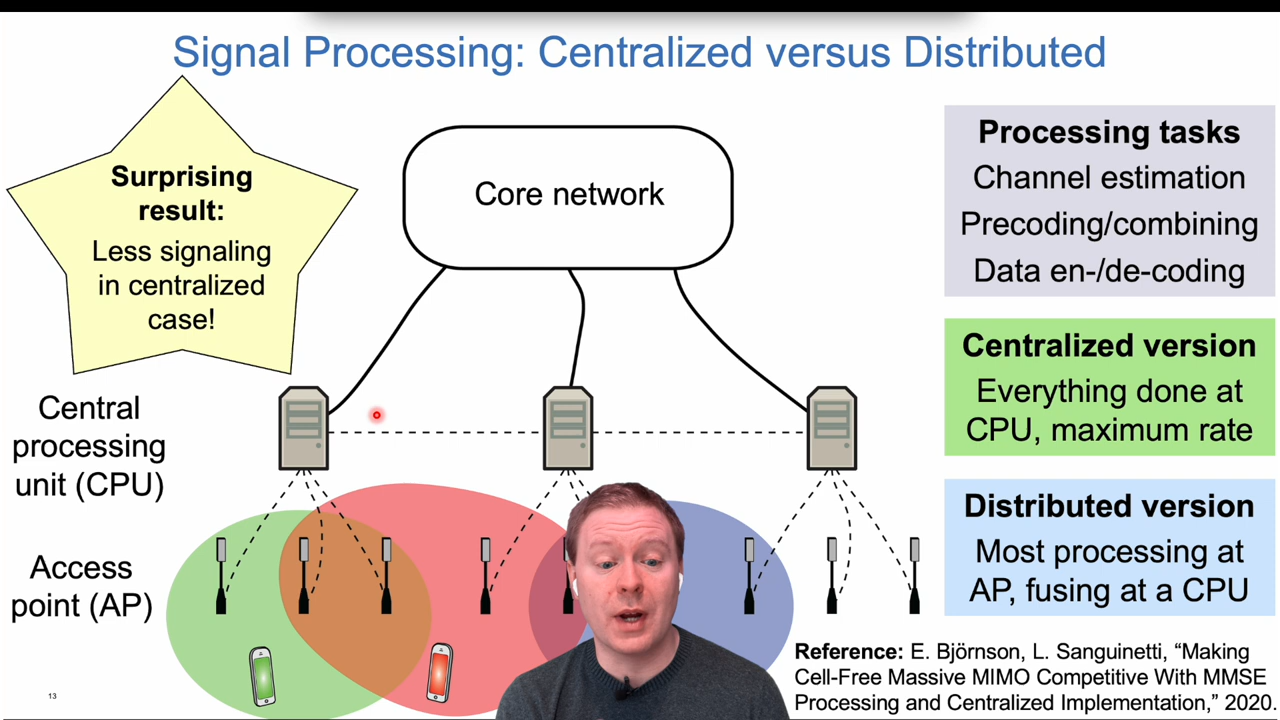 Signal Processing: Centralized versus Distributed
Surprising
result:
Less signaling
in centralized
case!
Core network
Processing tasks
Channel estimation
Precoding/combining
Data en-/de-coding
Centralized version
Everything done at
CPU, maximum rate
Central
processing
unit (CPU)
Distributed version
Most processing at
AP, fusing at a CPU
Access
point (AP)
Reference: E. Björnson, L. Sanguinetti, “Making
Cell-Free Massive MIMO Competitive With MMSE
Processing and Centralized Implementation,” 2020.
13